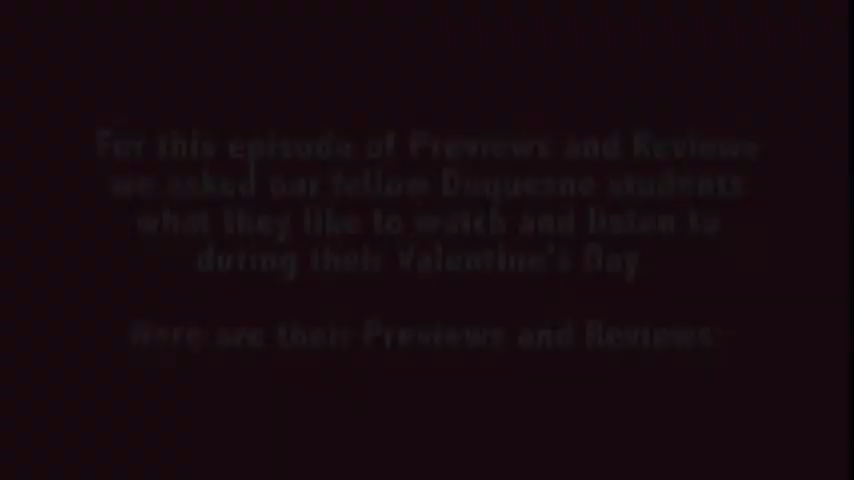 For this episode of Previews and Reviews
we asked our fellow Duquesne students
what they like to watch and listen to
during their Valentine's Day.
Here are their Previews and Reviews: